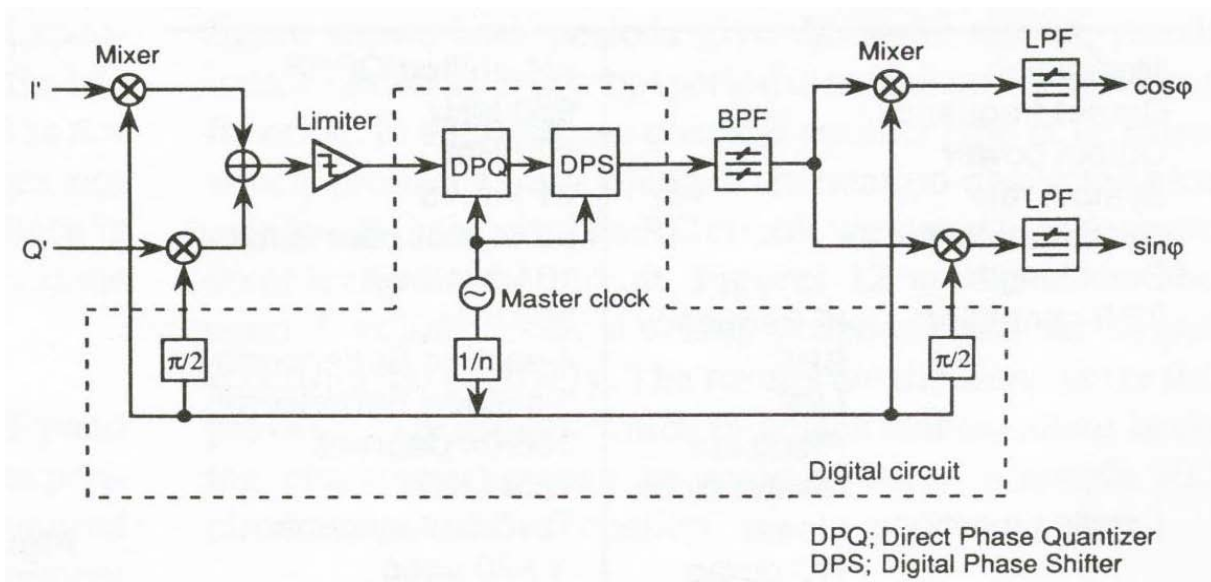 Mixer
I'
Limiter
DPQ
DPS
BPF
Mixer
LPF
cosφ
Q'
LPF
sinφ
Master clock
π/2
1/n
π/2
Digital circuit
DPQ; Direct Phase Quantizer
DPS; Digital Phase Shifter